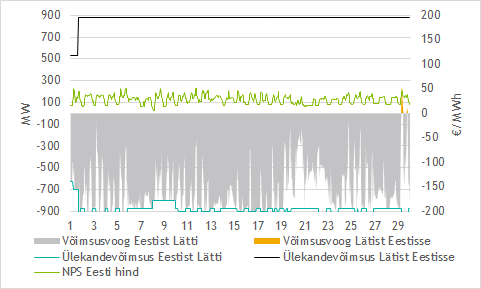 900
700
500
300
100
-100
-300
-500
-700
-900
MW
200
150
100
50
0
-50
-100
-150
-200
€/MWh
1 3 5 7 9 11 13 15 17 19 21 23 25 27 29
Võimsusvoog Eestist Lätti
Võimsusvoog Lätist Eestisse
Ülekandevõimsus Eestist Lätti
Ülekandevõimsus Lätist Eestisse
NPS Eesti hind